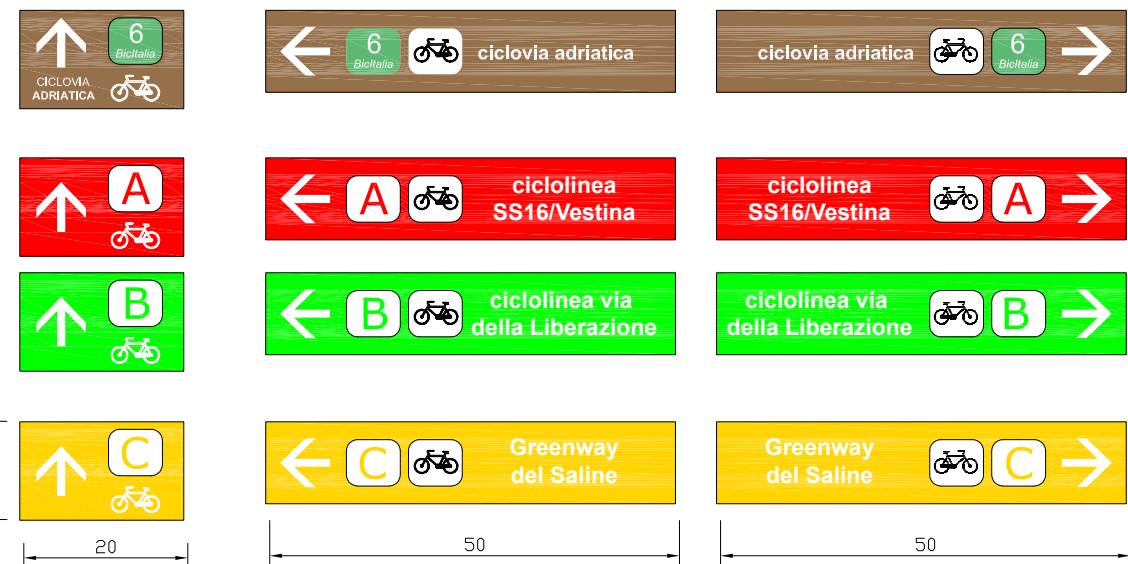 6
BicItalia
CICLOVIA
ADRIATICA
6
BicItalia
ciclovia adriatica
ciclovia adriatica
6
BicItalia
A
A
ciclolinea
SS16/Vestina
ciclolinea
SS16/Vestina
A
B
B
ciclolinea via
della Liberazione
ciclolinea via
della Liberazione
B
C
C
Greenway
del Saline
Greenway
del Saline
C
20
50
50